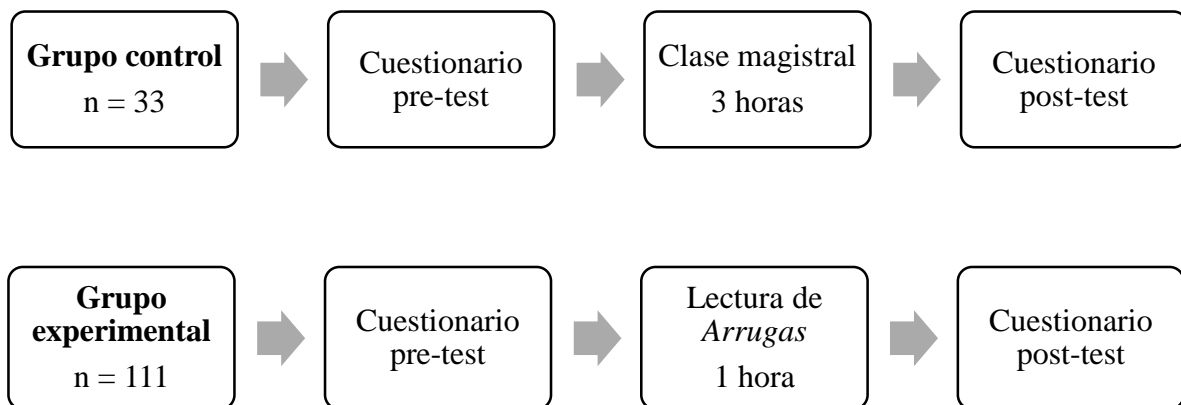 Grupo control
n = 33
Cuestionario
pre-test
Clase magistral
3 horas
Cuestionario
post-test
Grupo
experimental
n = 111
Cuestionario
pre-test
Lectura de
Arrugas
1 hora
Cuestionario
post-test